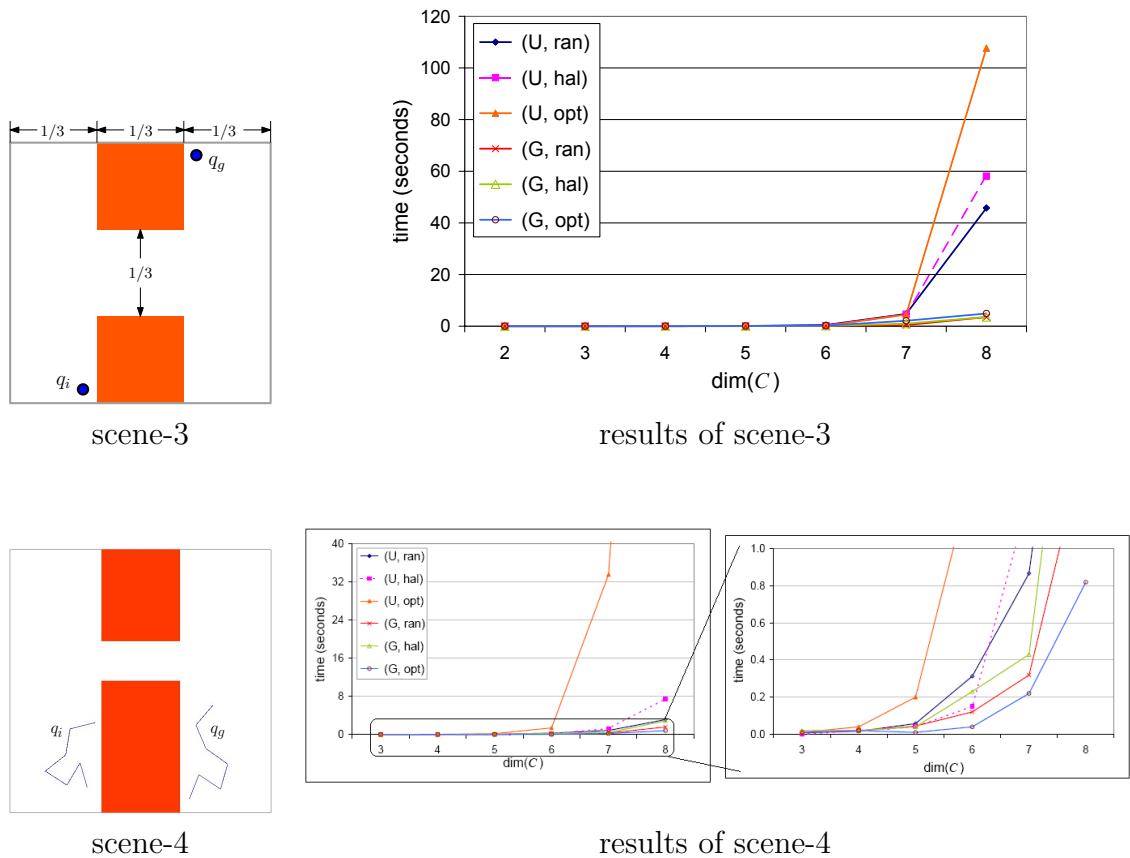 1/3 1/3 1/3
q_g
1/3
q_i
scene-3
120
100
80
60
40
20
0
time (seconds)
(U, ran)
(U, hal)
(U, opt)
(G, ran)
(G, hal)
(G, opt)
2 3 4 5 6 7 8
dim(C)
results of scene-3
q_i
q_g
scene-4
40
32
24
16
8
0.0
time (seconds)
(U, ran)
(U, hal)
(U, opt)
(G, ran)
(G, hal)
(G, opt)
3 4 5 6 7 8
dim(C)
1.0
0.8
0.6
0.4
0.2
0.0
time (seconds)
3 4 5 6 7 8
dim(C)
results of scene-4